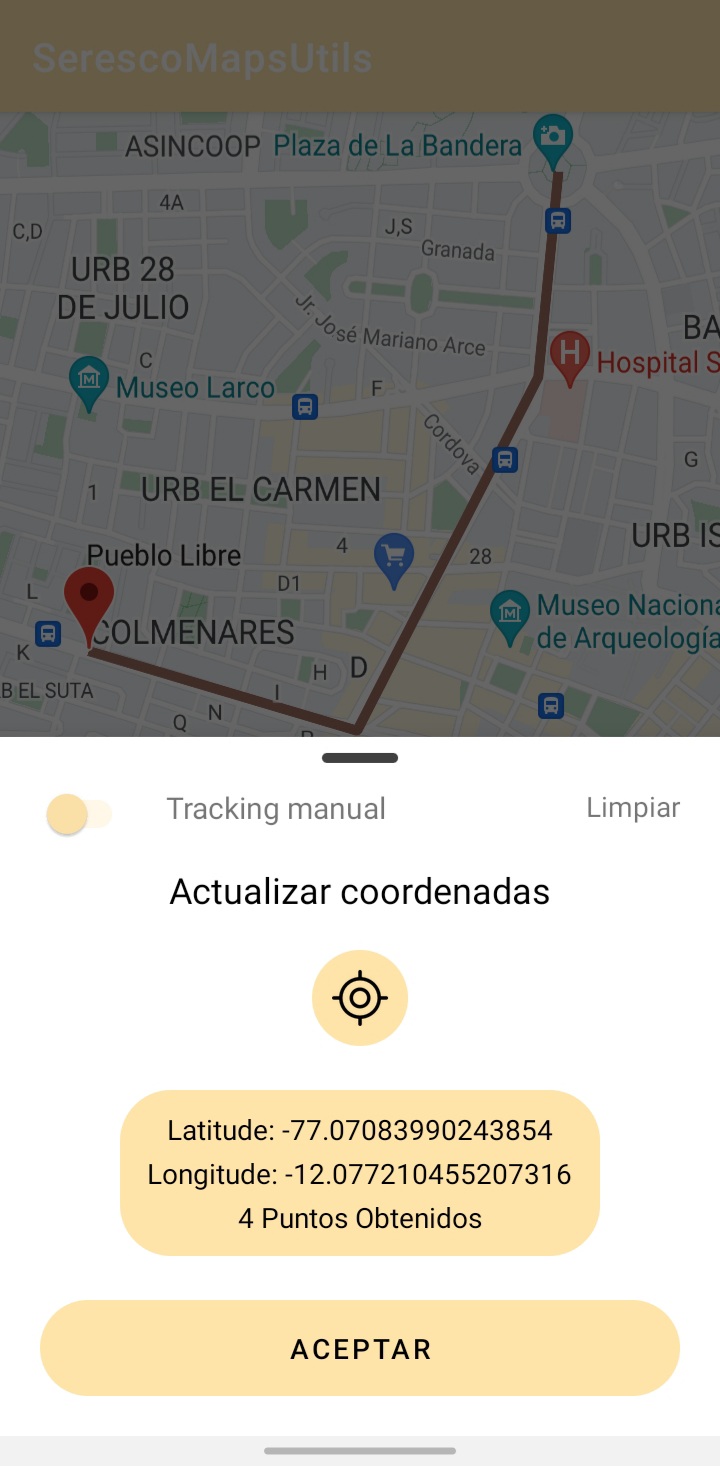 SerescoMapsUtils
ASINCOOP
Plaza de La Bandera
4A
C,D
J,S
Granada
URB 28
DE JULIO
Jr. José Mariano Arce
BA
Hospital S
C
Museo Larco
F
Cordova
G
1
URB EL CARMEN
4
28
URB IS
Pueblo Libre
D1
L
COLMENARES
Museo Naciona
de Arqueología
K
H
D
B EL SUTA
I
N
Q
Tracking manual
Limpiar
Actualizar coordenadas
Latitude: -77.07083990243854
Longitude: -12.077210455207316
4 Puntos Obtenidos
ACEPTAR